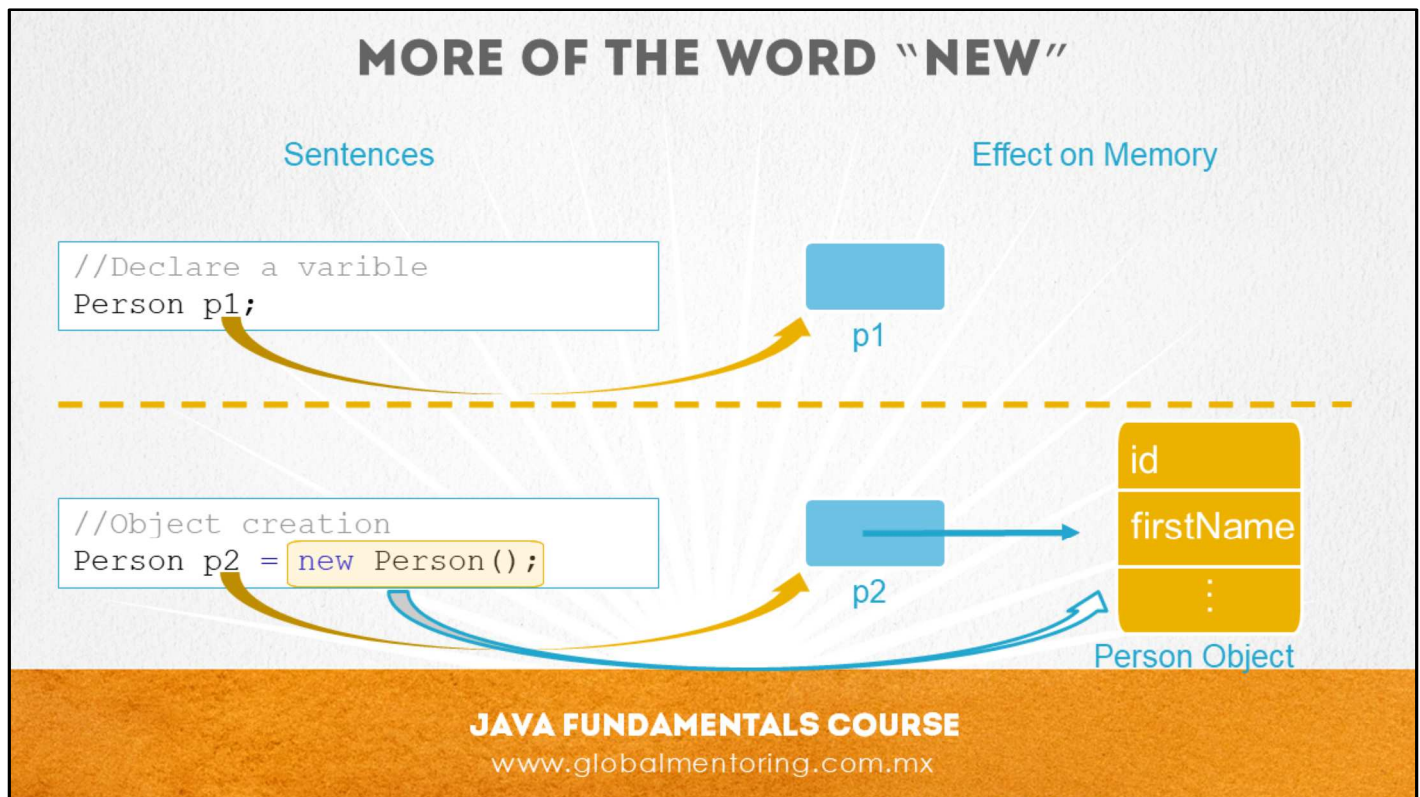 MORE OF THE WORD “NEW”
Sentences
Effect on Memory
//Declare a varible
Person p1;
p1
//Object creation
Person p2 = new Person();
p2
id
firstName
⋮
Person Object
JAVA FUNDAMENTALS COURSE
www.globalmentoring.com.mx